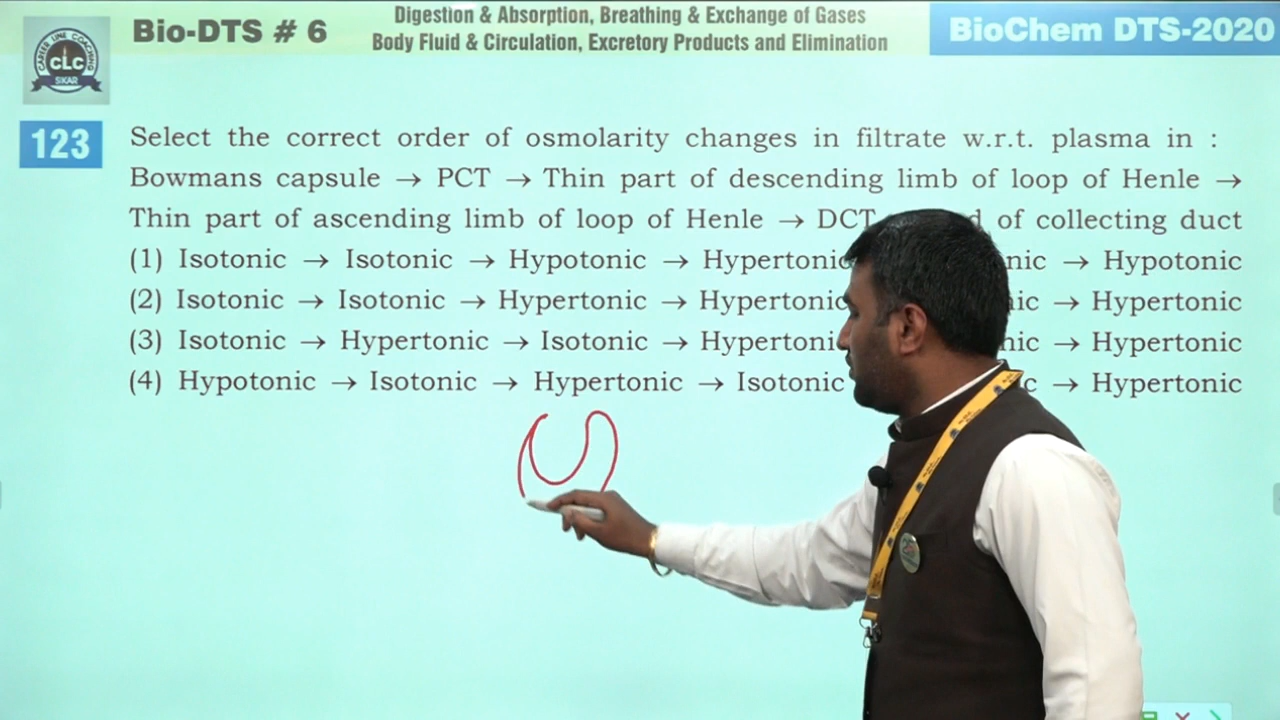 CAREER LINE COACHING
CLC
SIKAR
Bio-DTS # 6
Digestion & Absorption, Breathing & Exchange of Gases
Body Fluid & Circulation, Excretory Products and Elimination
BioChem DTS-2020
123
Select the correct order of osmolarity changes in filtrate w.r.t. plasma in :
Bowmans capsule → PCT → Thin part of descending limb of loop of Henle →
Thin part of ascending limb of loop of Henle → DCT of collecting duct
(1) Isotonic → Isotonic → Hypotonic → Hypertonic → Hypotonic
(2) Isotonic → Isotonic → Hypertonic → Hypertonic → Hypertonic
(3) Isotonic → Hypertonic → Isotonic → → Hypertonic
(4) Hypotonic → Isotonic → Hypertonic → Isotonic → Hypertonic